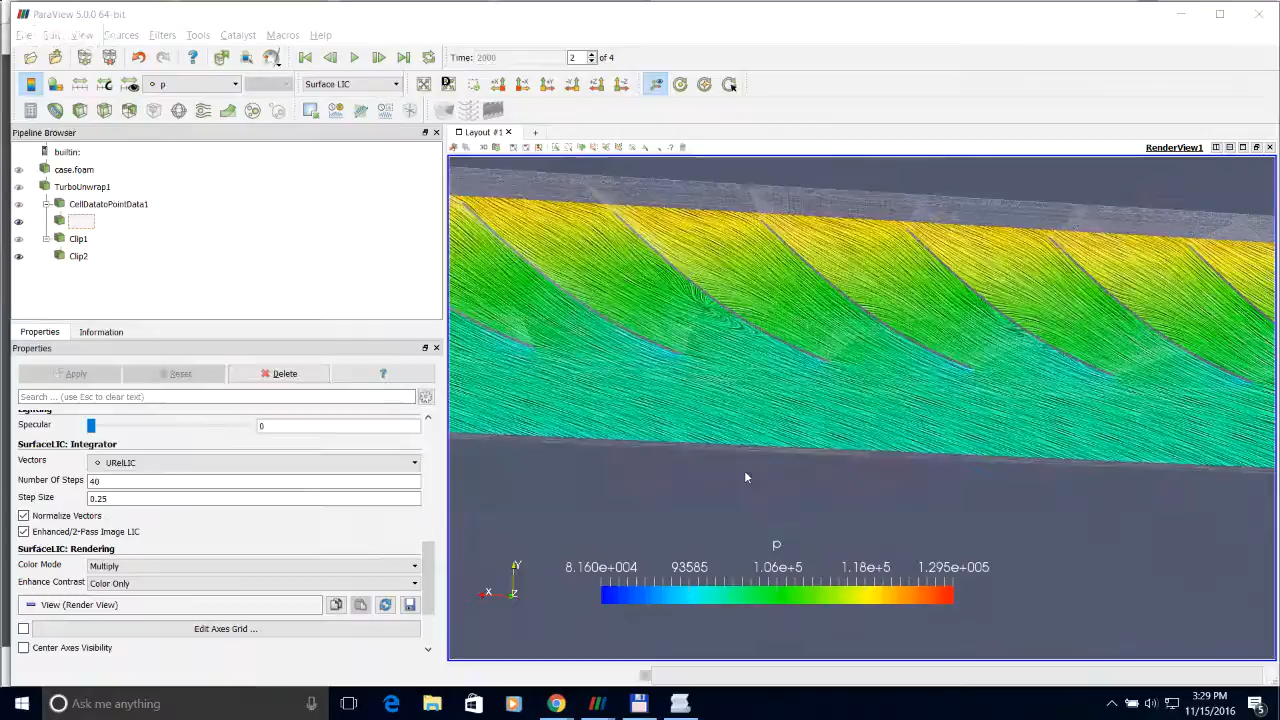 ParaView 5.0.0 64-bit
File Edit View Sources Filters Tools Catalyst Macros Help
Time: 2000 2 of 4
p Surface LIC
Pipeline Browser
Layout #1
3D
RenderView1
builtin:
case.foam
TurboUnwrap1
CellDatatoPointData1
Clip1
Clip2
Properties Information
Properties
Apply Reset Delete ?
Search ... (use Esc to clear text)
Lighting
Specular 0
SurfaceLIC: Integrator
Vectors URelLIC
Number Of Steps 40
Step Size 0.25
Normalize Vectors
Enhanced/2-Pass Image LIC
SurfaceLIC: Rendering
Color Mode Multiply
Enhance Contrast Color Only
View (Render View)
Edit Axes Grid ...
Center Axes Visibility
p
8.160e+004 93585 1.06e+5 1.18e+5 1.295e+005
Y
X
Z
Ask me anything
3:29 PM
11/15/2016
5